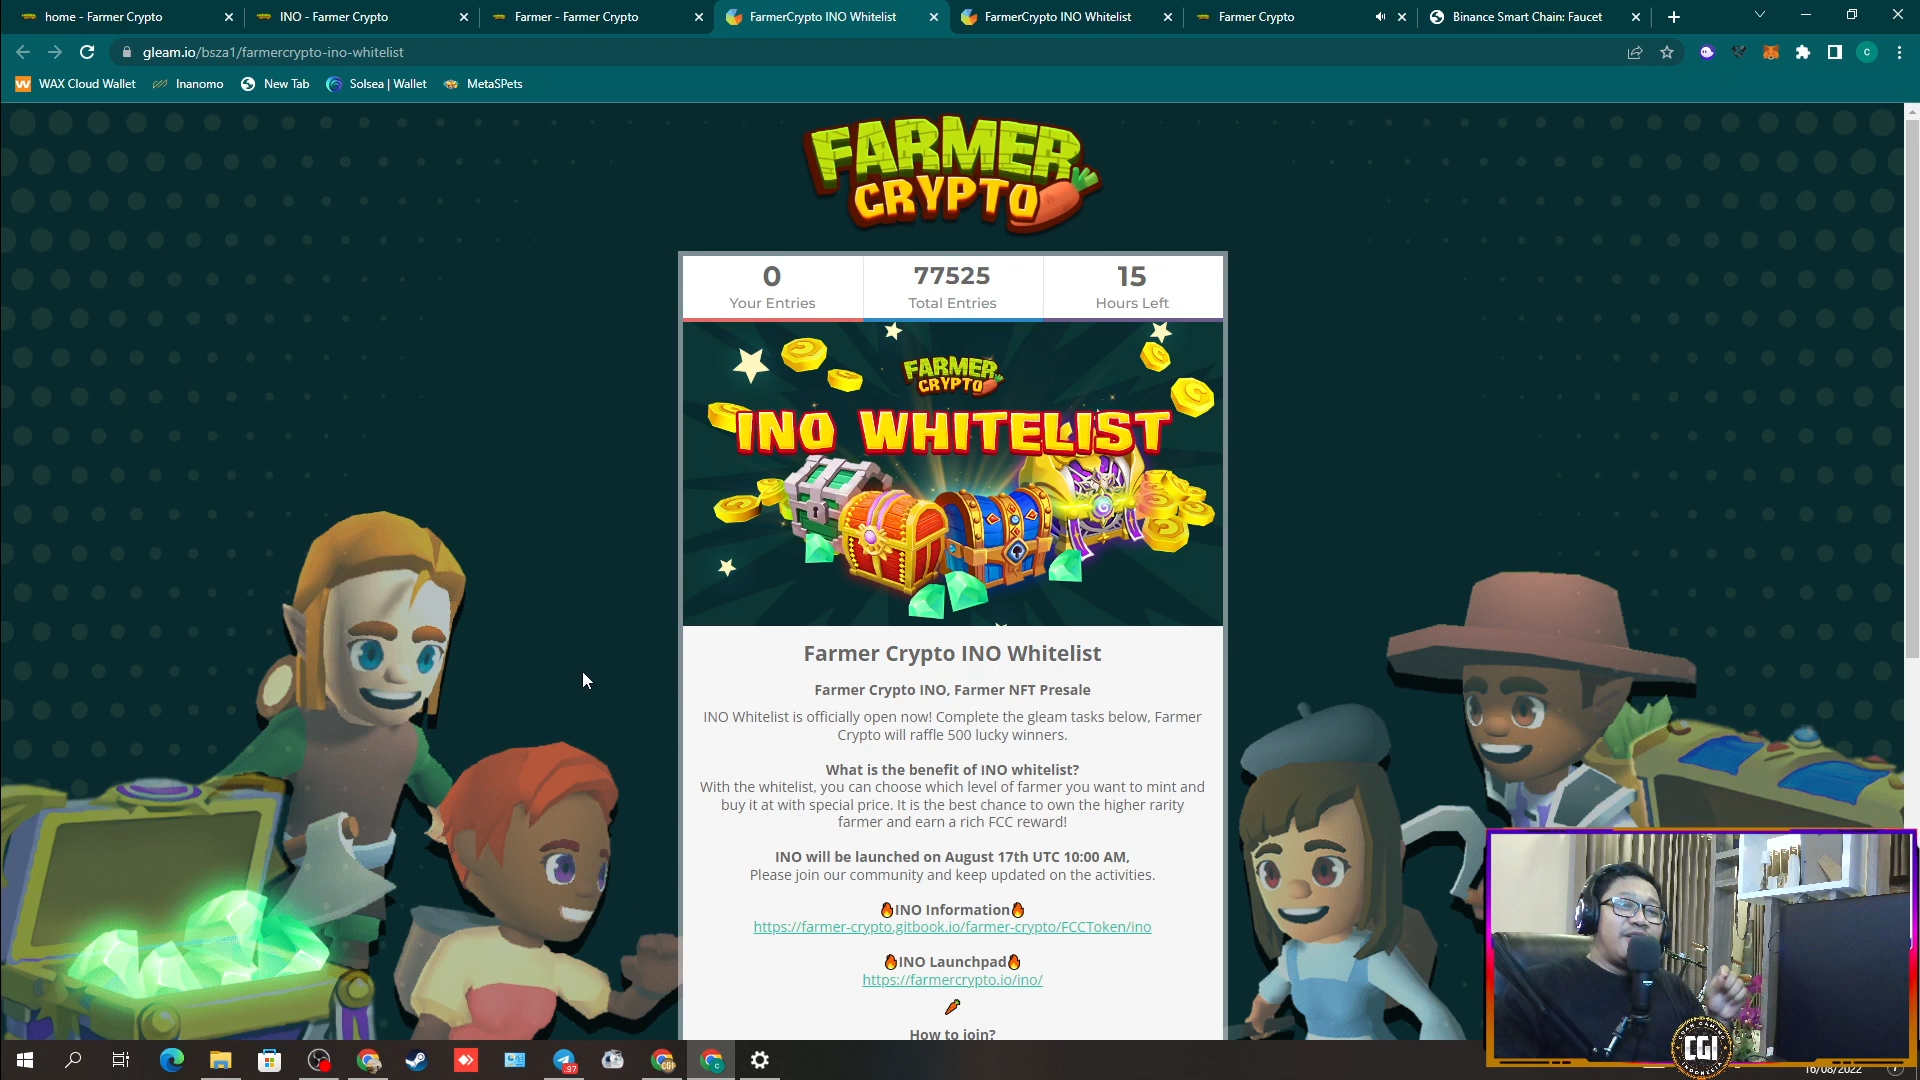 home - Farmer Crypto
INO - Farmer Crypto
Farmer - Farmer Crypto
FarmerCrypto INO Whitelist
FarmerCrypto INO Whitelist
Farmer Crypto
Binance Smart Chain: Faucet
gleam.io/bsza1/farmercrypto-ino-whitelist
WAX Cloud Wallet
Inanomo
New Tab
Solsea | Wallet
MetaSPets
FARMER
CRYPTO
0
Your Entries
77525
Total Entries
15
Hours Left
FARMER
CRYPTO
INO WHITELIST
Farmer Crypto INO Whitelist
Farmer Crypto INO, Farmer NFT Presale
INO Whitelist is officially open now! Complete the gleam tasks below, Farmer
Crypto will raffle 500 lucky winners.
What is the benefit of INO whitelist?
With the whitelist, you can choose which level of farmer you want to mint and
buy it at with special price. It is the best chance to own the higher rarity
farmer and earn a rich FCC reward!
INO will be launched on August 17th UTC 10:00 AM,
Please join our community and keep updated on the activities.
🔥INO Information🔥
https://farmer-crypto.gitbook.io/farmer-crypto/FCCToken/ino
🔥INO Launchpad🔥
https://farmercrypto.io/ino/
🥕
How to join?
97
CGI
16/08/2022